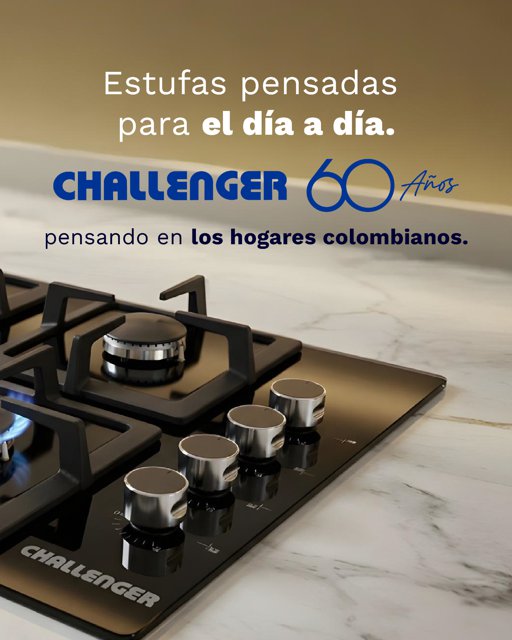 Estufas pensadas
para el día a día.
CHALLENGER 60 Años
pensando en los hogares colombianos.
CHALLENGER